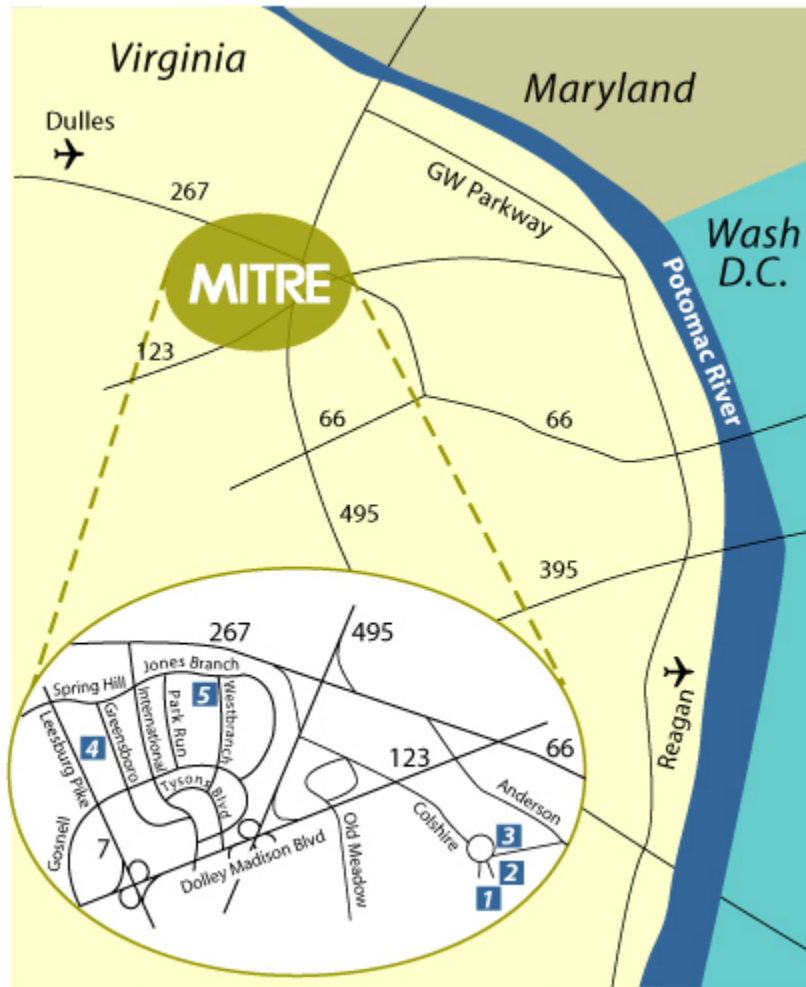 Virginia
Maryland
Dulles
GW Parkway
267
Wash
D.C.
MITRE
Potomac River
123
66
66
495
395
Reagan
267
495
Jones Branch
Spring Hill
5
Westbranch
Park Run
International
Greensboro
Leesburg Pike
4
123
66
Tysons Blvd
Anderson
Colshire
Old Meadow
Gosnell
7
Dolley Madison Blvd
3
2
1